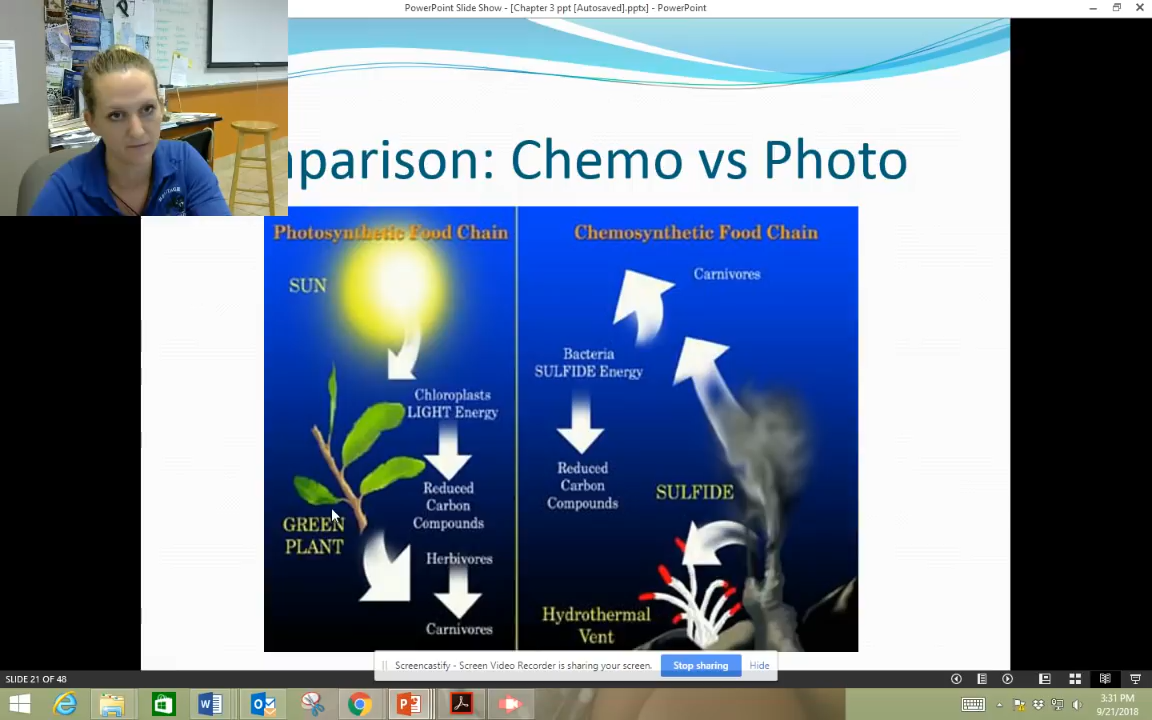 PowerPoint Slide Show - [Chapter 3 ppt [Autosaved].pptx] - PowerPoint
mparison: Chemo vs Photo
Photosynthetic Food Chain
SUN
Chloroplasts
LIGHT Energy
Reduced
Carbon
Compounds
GREEN
PLANT
Herbivores
Carnivores
Chemosynthetic Food Chain
Carnivores
Bacteria
SULFIDE Energy
Reduced
Carbon
Compounds
SULFIDE
Hydrothermal
Vent
Screencastify - Screen Video Recorder is sharing your screen.
Stop sharing
Hide
SLIDE 21 OF 48
3:31 PM
9/21/2018